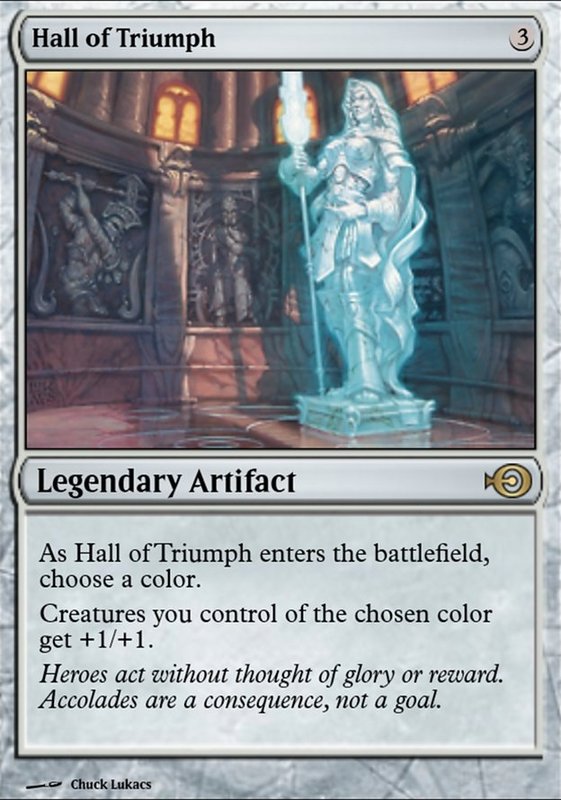 Hall of Triumph
3
Legendary Artifact
As Hall of Triumph enters the battlefield,
choose a color.
Creatures you control of the chosen color
get +1/+1.
Heroes act without thought of glory or reward.
Accolades are a consequence, not a goal.
Chuck Lukacs